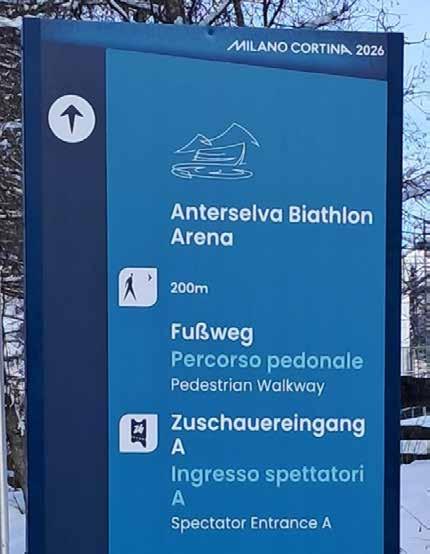 MILANO CORTINA 2026
Anterselva Biathlon
Arena
200m
Fußweg
Percorso pedonale
Pedestrian Walkway
Zuschauereingang
A
Ingresso spettatori
A
Spectator Entrance A